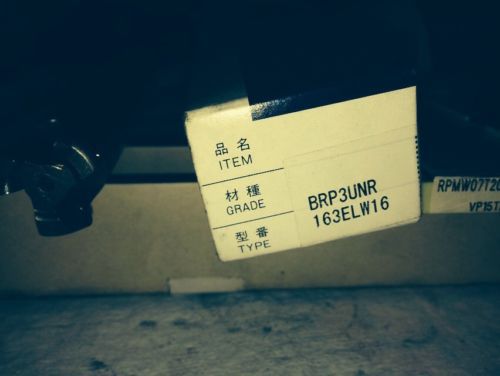 品名
ITEM
材種
GRADE
型番
TYPE
BRP3UNR
163ELW16
RPMW07T20
VP15T